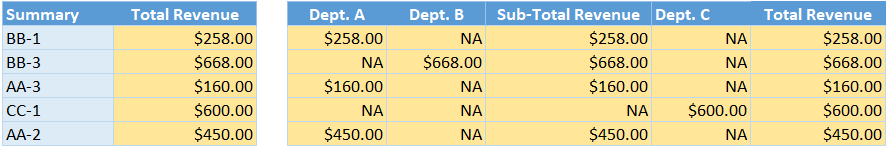 Summary Total Revenue Dept. A Dept. B Sub-Total Revenue Dept. C Total Revenue
BB-1 $258.00 $258.00 NA $258.00 NA $258.00
BB-3 $668.00 NA $668.00 $668.00 NA $668.00
AA-3 $160.00 $160.00 NA $160.00 NA $160.00
CC-1 $600.00 NA NA NA $600.00 $600.00
AA-2 $450.00 $450.00 NA $450.00 NA $450.00